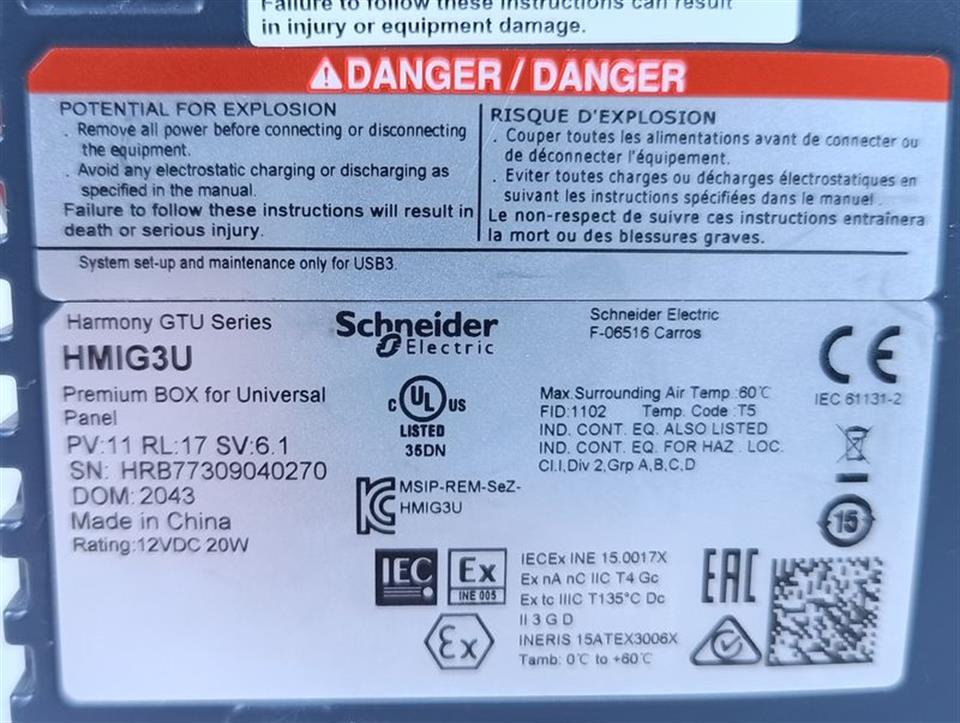 Failure to follow these instructions can result
in injury or equipment damage.
DANGER / DANGER
POTENTIAL FOR EXPLOSION
. Remove all power before connecting or disconnecting
the equipment.
. Avoid any electrostatic charging or discharging as
specified in the manual.
Failure to follow these instructions will result in
death or serious injury.
RISQUE D'EXPLOSION
. Couper toutes les alimentations avant de connecter ou
de déconnecter l'équipement.
. Eviter toutes charges ou décharges électrostatiques en
suivant les instructions spécifiées dans le manuel.
Le non-respect de suivre ces instructions entraînera
la mort ou des blessures graves.
System set-up and maintenance only for USB3.
Harmony GTU Series
HMIG3U
Premium BOX for Universal
Panel
PV:11 RL:17 SV:6.1
SN: HRB77309040270
DOM: 2043
Made in China
Rating:12VDC 20W
Schneider
Electric
Schneider Electric
F-06516 Carros
CE
IEC 61131-2
C UL US
LISTED
35DN
Max.Surrounding Air Temp.:60℃
FID:1102 Temp. Code :T5
IND. CONT. EQ. ALSO LISTED
IND. CONT. EQ. FOR HAZ . LOC.
Cl.I,Div 2,Grp A,B,C,D
MSIP-REM-SeZ-
HMIG3U
15
IEC
Ex
INE 005
IECEx INE 15.0017X
Ex nA nC IIC T4 Gc
Ex tc IIIC T135°C Dc
II 3 G D
INERIS 15ATEX3006X
Tamb: 0℃ to +60℃
Ex
EAC